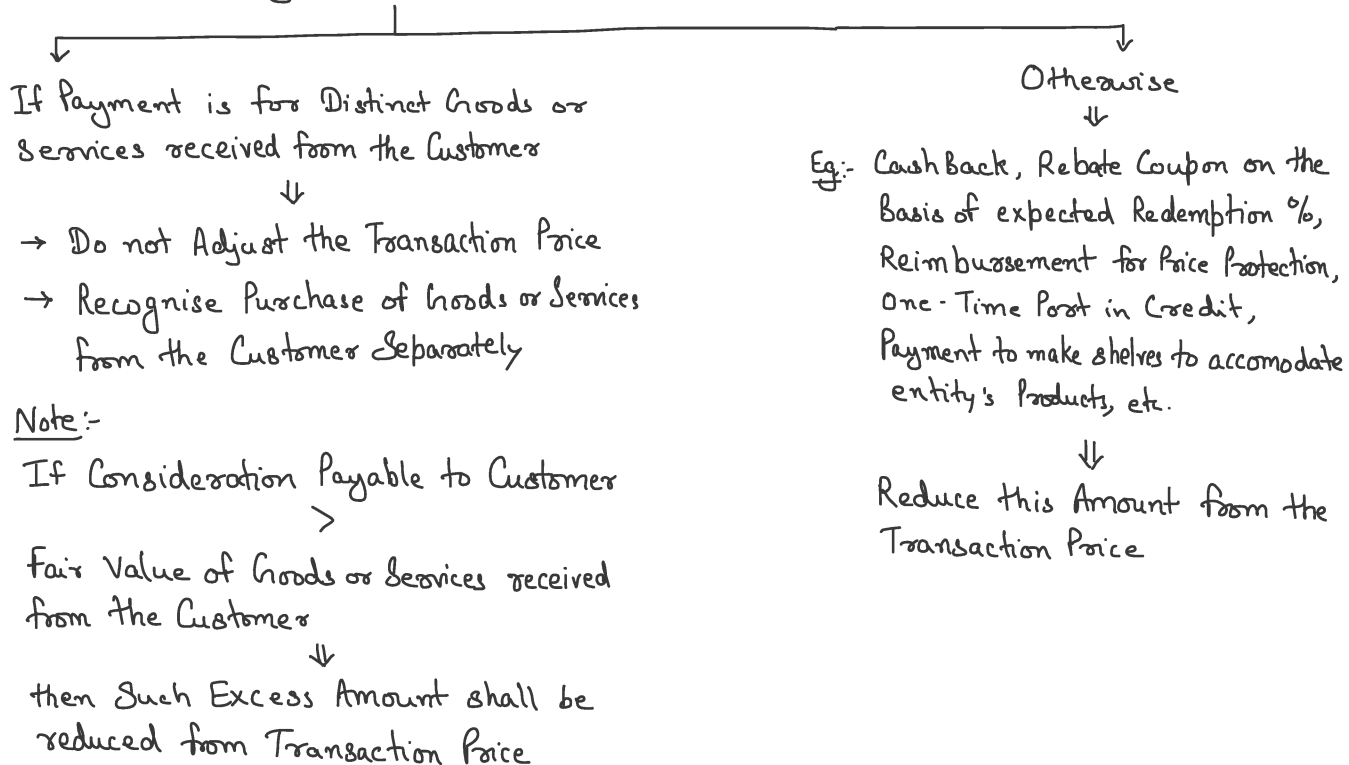 If Payment is for Distinct Goods or
Services received from the Customer
⇓
→ Do not Adjust the Transaction Price
→ Recognise Purchase of Goods or Services
from the Customer Separately
Note:-
If Consideration Payable to Customer
>
Fair Value of Goods or Services received
from the Customer
⇓
then Such Excess Amount shall be
reduced from Transaction Price
Otherwise
⇓
Eg:- Cash Back, Rebate Coupon on the
Basis of expected Redemption %,
Reimbursement for Price Protection,
One-Time Port in Credit,
Payment to make shelves to accomodate
entity's Products, etc.
⇓
Reduce this Amount from the
Transaction Price